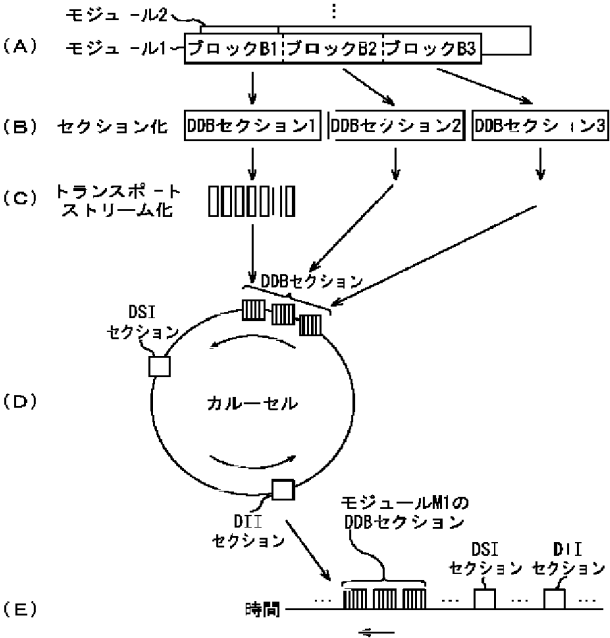 モジュール2
⋮
(A) モジュール1 ブロックB1 ブロックB2 ブロックB3
(B) セクション化 DDBセクション1 DDBセクション2 DDBセクション3
(C) トランスポート
ストリーム化
DDBセクション
DSI
セクション
(D) カルーセル
DII
セクション
モジュールM1の
DDBセクション
DSI
セクション
DII
セクション
(E) 時間 … … … …